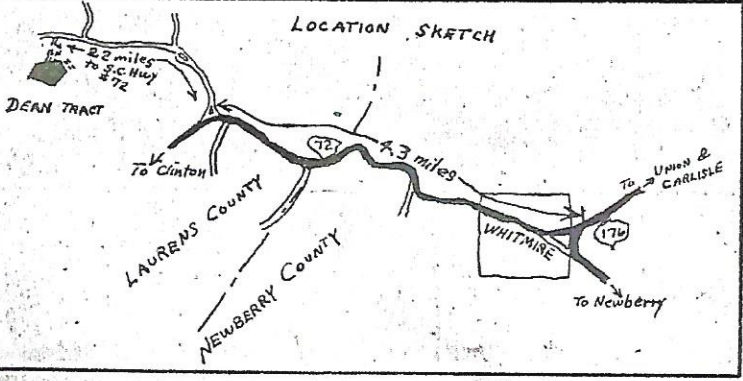 LOCATION SKETCH
2.2 miles
to S.C. Hwy
#72
DEAN TRACT
To Clinton
72
4.3 miles
To UNION &
CARLISLE
LAURENS COUNTY
WHITMIRE
176
NEWBERRY COUNTY
To Newberry